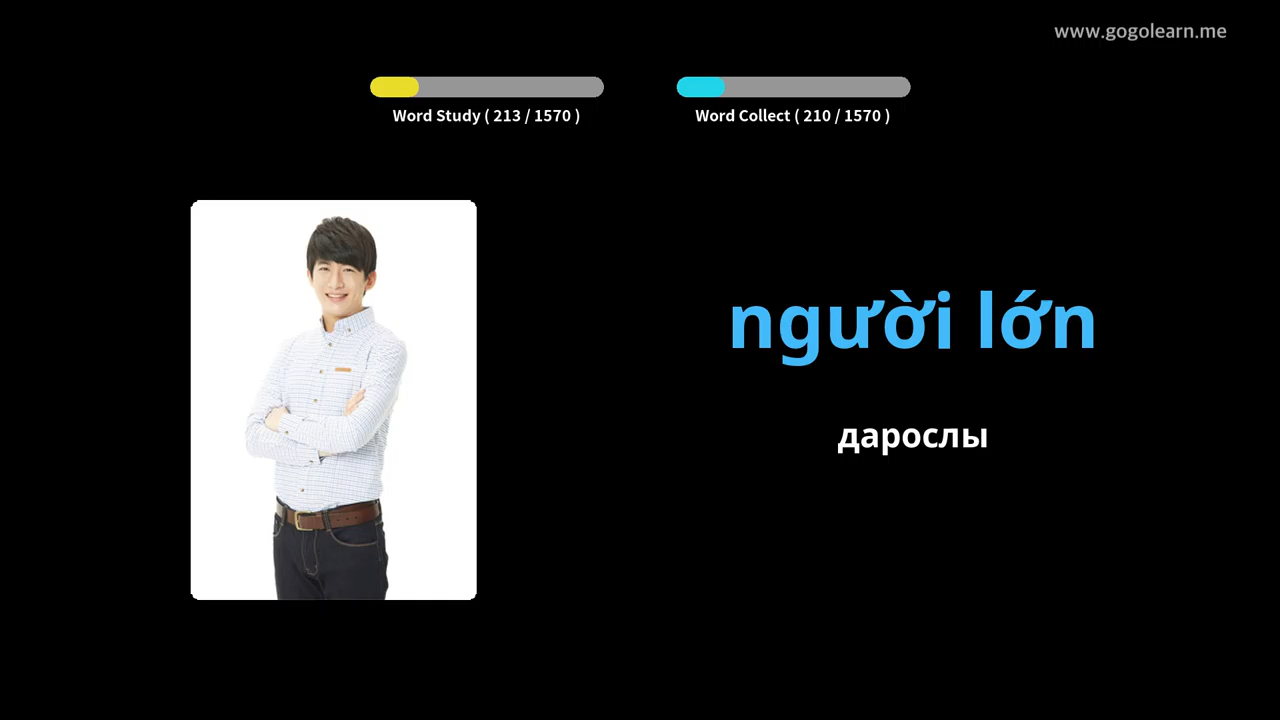 www.gogolearn.me
Word Study ( 213 / 1570 )
Word Collect ( 210 / 1570 )
người lớn
дарослы